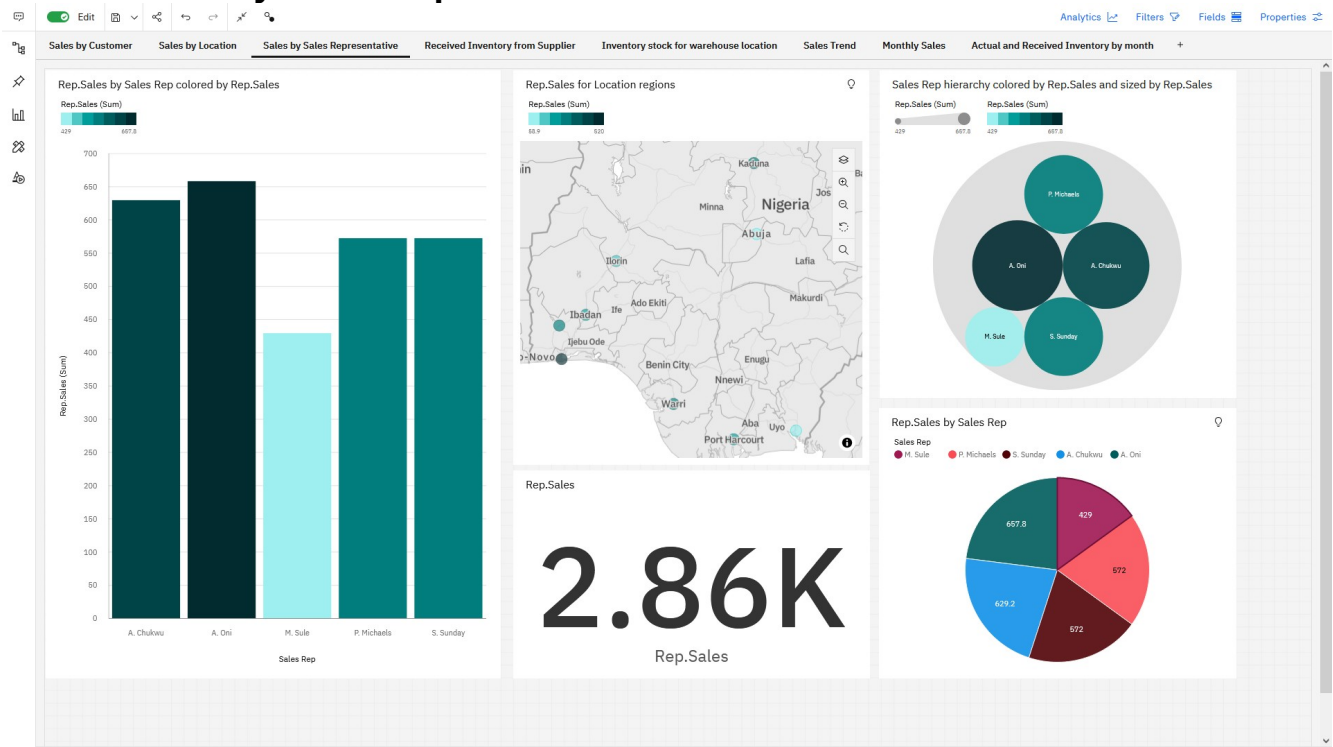 Edit
Analytics
Filters
Fields
Properties
Sales by Customer
Sales by Location
Sales by Sales Representative
Received Inventory from Supplier
Inventory stock for warehouse location
Sales Trend
Monthly Sales
Actual and Received Inventory by month
+
Rep.Sales by Sales Rep colored by Rep.Sales
Rep.Sales (Sum)
429 657.8
700
650
600
550
500
450
400
350
300
250
200
150
100
50
0
Rep.Sales (Sum)
A. Chukwu
A. Oni
M. Sule
P. Michaels
S. Sunday
Sales Rep
Rep.Sales for Location regions
Rep.Sales (Sum)
520
Kaduna
Jos
Minna
Nigeria
Abuja
Ilorin
Lafia
Ado Ekiti
Makurdi
Ife
Ibadan
Ijebu Ode
o-Novo
Benin City
Enugu
Nnewi
Warri
Aba
Uyo
Port Harcourt
Rep.Sales
2.86K
Rep.Sales
Sales Rep hierarchy colored by Rep.Sales and sized by Rep.Sales
Rep.Sales (Sum)
429 657.8
Rep.Sales (Sum)
429 657.8
P. Michaels
A. Oni
A. Chukwu
M. Sule
S. Sunday
Rep.Sales by Sales Rep
Sales Rep
M. Sule
P. Michaels
S. Sunday
A. Chukwu
A. Oni
429
657.8
572
629.2
572